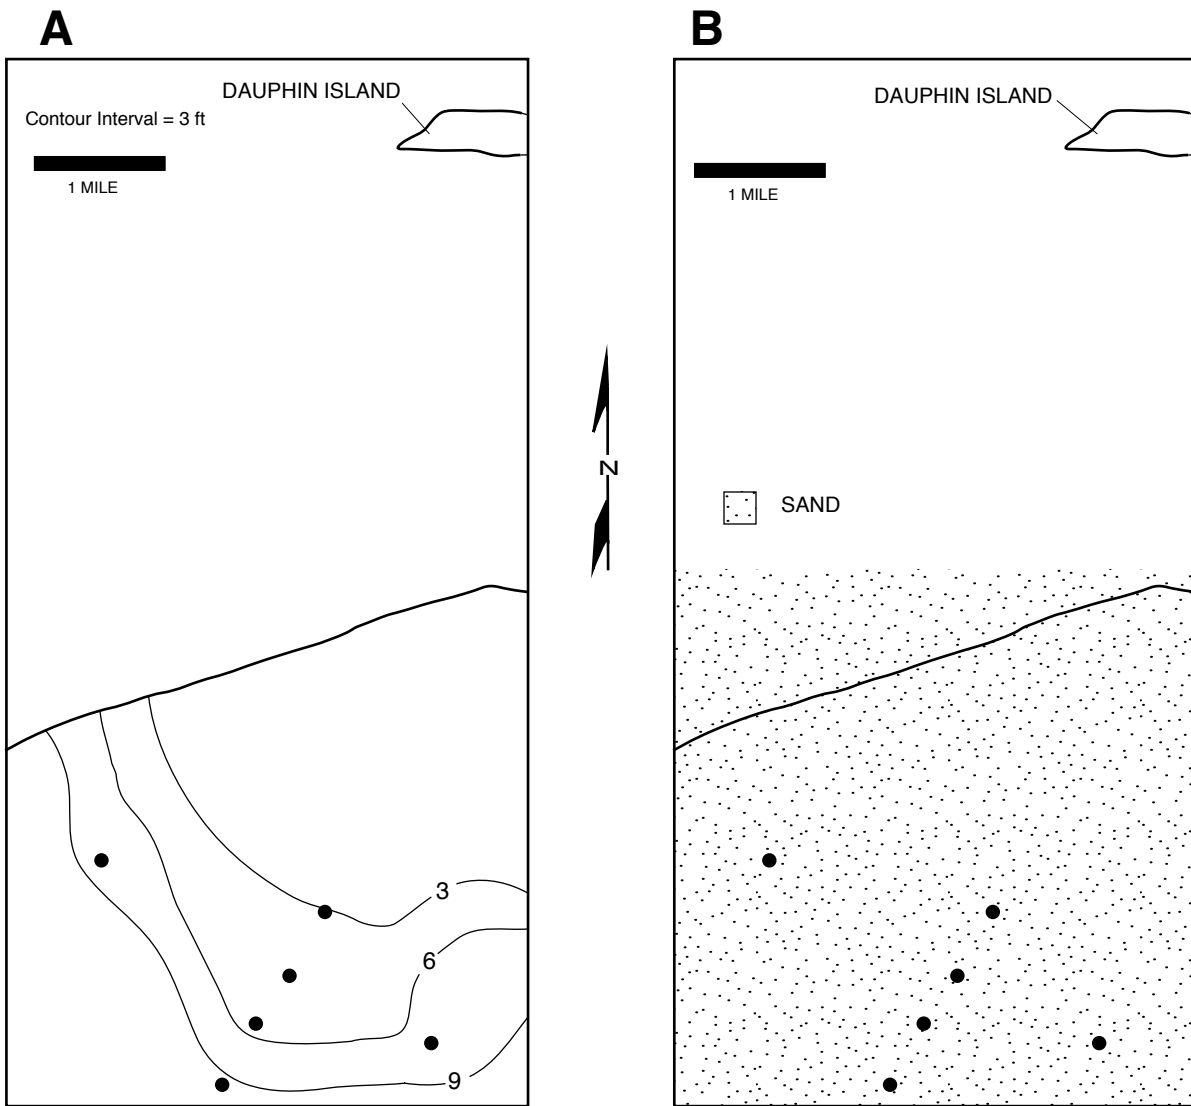 A
DAUPHIN ISLAND
Contour Interval = 3 ft
1 MILE
3
6
9
N
B
DAUPHIN ISLAND
1 MILE
SAND